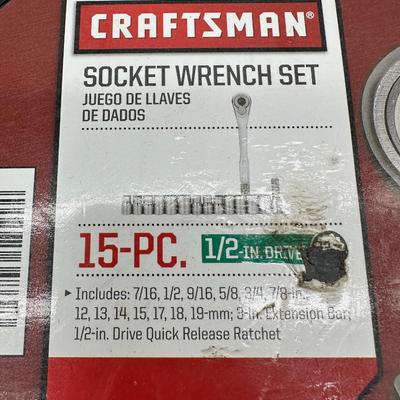 CRAFTSMAN®
SOCKET WRENCH SET
JUEGO DE LLAVES
DE DADOS
15-PC. 1/2-IN. DRIVE
▸ Includes: 7/16, 1/2, 9/16, 5/8, 3/4, 7/8-in.
12, 13, 14, 15, 17, 18, 19-mm; 3-in. Extension Bar;
1/2-in. Drive Quick Release Ratchet